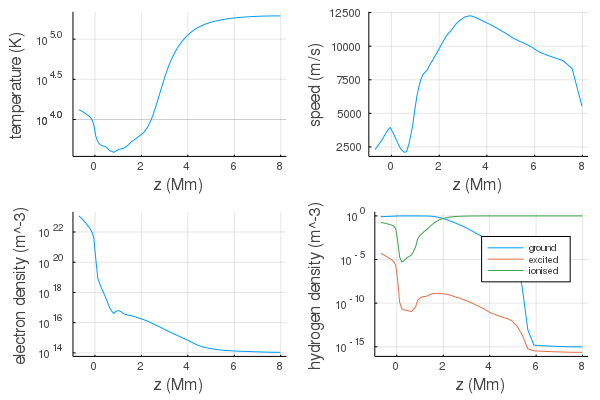 temperature (K)
10^5.0
10^4.5
10^4.0
0 2 4 6 8
z (Mm)
speed (m/s)
12500
10000
7500
5000
2500
0 2 4 6 8
z (Mm)
electron density (m^-3)
10^22
10^20
10^18
10^16
10^14
0 2 4 6 8
z (Mm)
hydrogen density (m^-3)
10^0
10^-5
10^-10
10^-15
0 2 4 6 8
z (Mm)
ground
excited
ionised